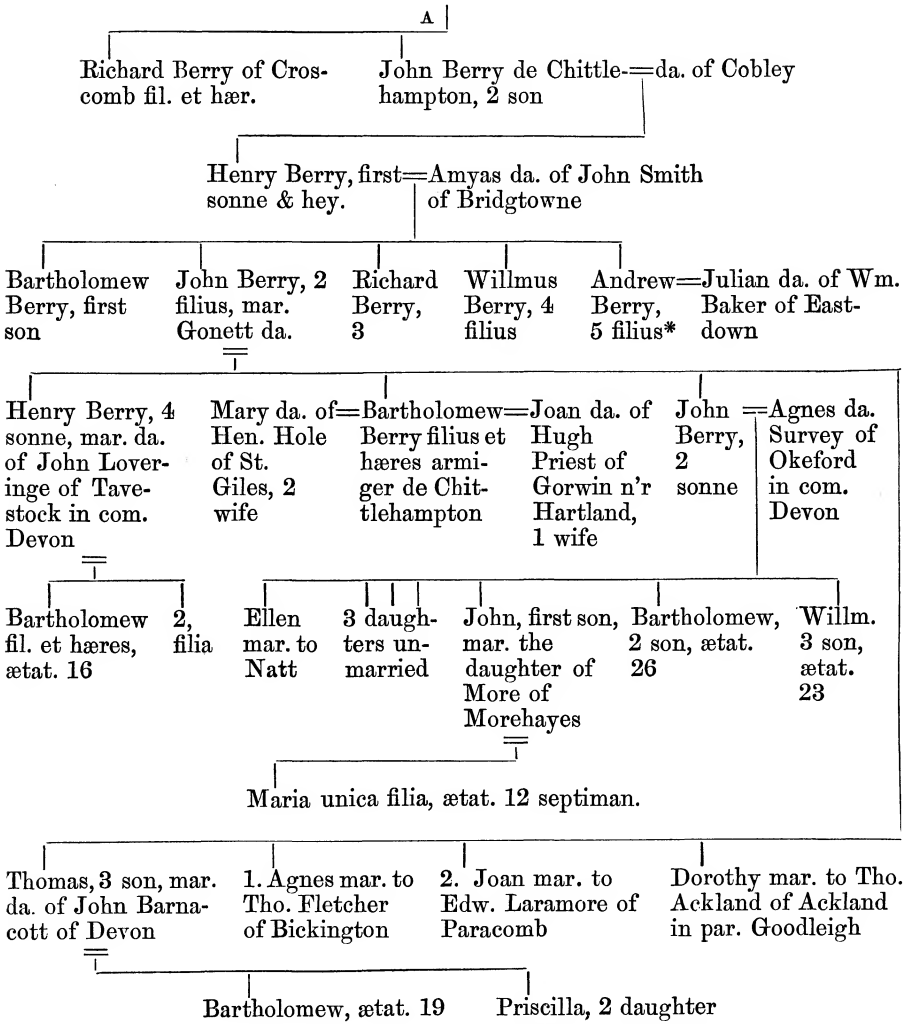 A
Richard Berry of Cros-
comb fil. et hær.
John Berry de Chittle-=da. of Cobley
hampton, 2 son
Henry Berry, first=Amyas da. of John Smith
sonne & hey.
of Bridgtowne
Bartholomew
Berry, first
son
John Berry, 2
filius, mar.
Gonett da.
Richard
Berry,
3
Willmus
Berry, 4
filius
Andrew=Julian da. of Wm.
Berry,
5 filius*
Baker of East-
down
Henry Berry, 4
sonne, mar. da.
of John Lover-
inge of Tave-
stock in com.
Devon
Mary da. of=Bartholomew=Joan da. of
Hen. Hole
of St.
Giles, 2
wife
Berry filius et
hæres armi-
ger de Chit-
tlehampton
Hugh
Priest of
Gorwin n'r
Hartland,
1 wife
John =Agnes da.
Berry,
2
sonne
Survey of
Okeford
in com.
Devon
Bartholomew
fil. et hæres,
ætat. 16
2,
filia
Ellen
mar. to
Natt
3 daugh-
ters un-
married
John, first son,
mar. the
daughter of
More of
Morehayes
Bartholomew,
2 son, ætat.
26
Willm.
3 son,
ætat.
23
Maria unica filia, ætat. 12 septiman.
Thomas, 3 son, mar.
da. of John Barna-
cott of Devon
1. Agnes mar. to
Tho. Fletcher
of Bickington
2. Joan mar. to
Edw. Laramore of
Paracomb
Dorothy mar. to Tho.
Ackland of Ackland
in par. Goodleigh
Bartholomew, ætat. 19
Priscilla, 2 daughter